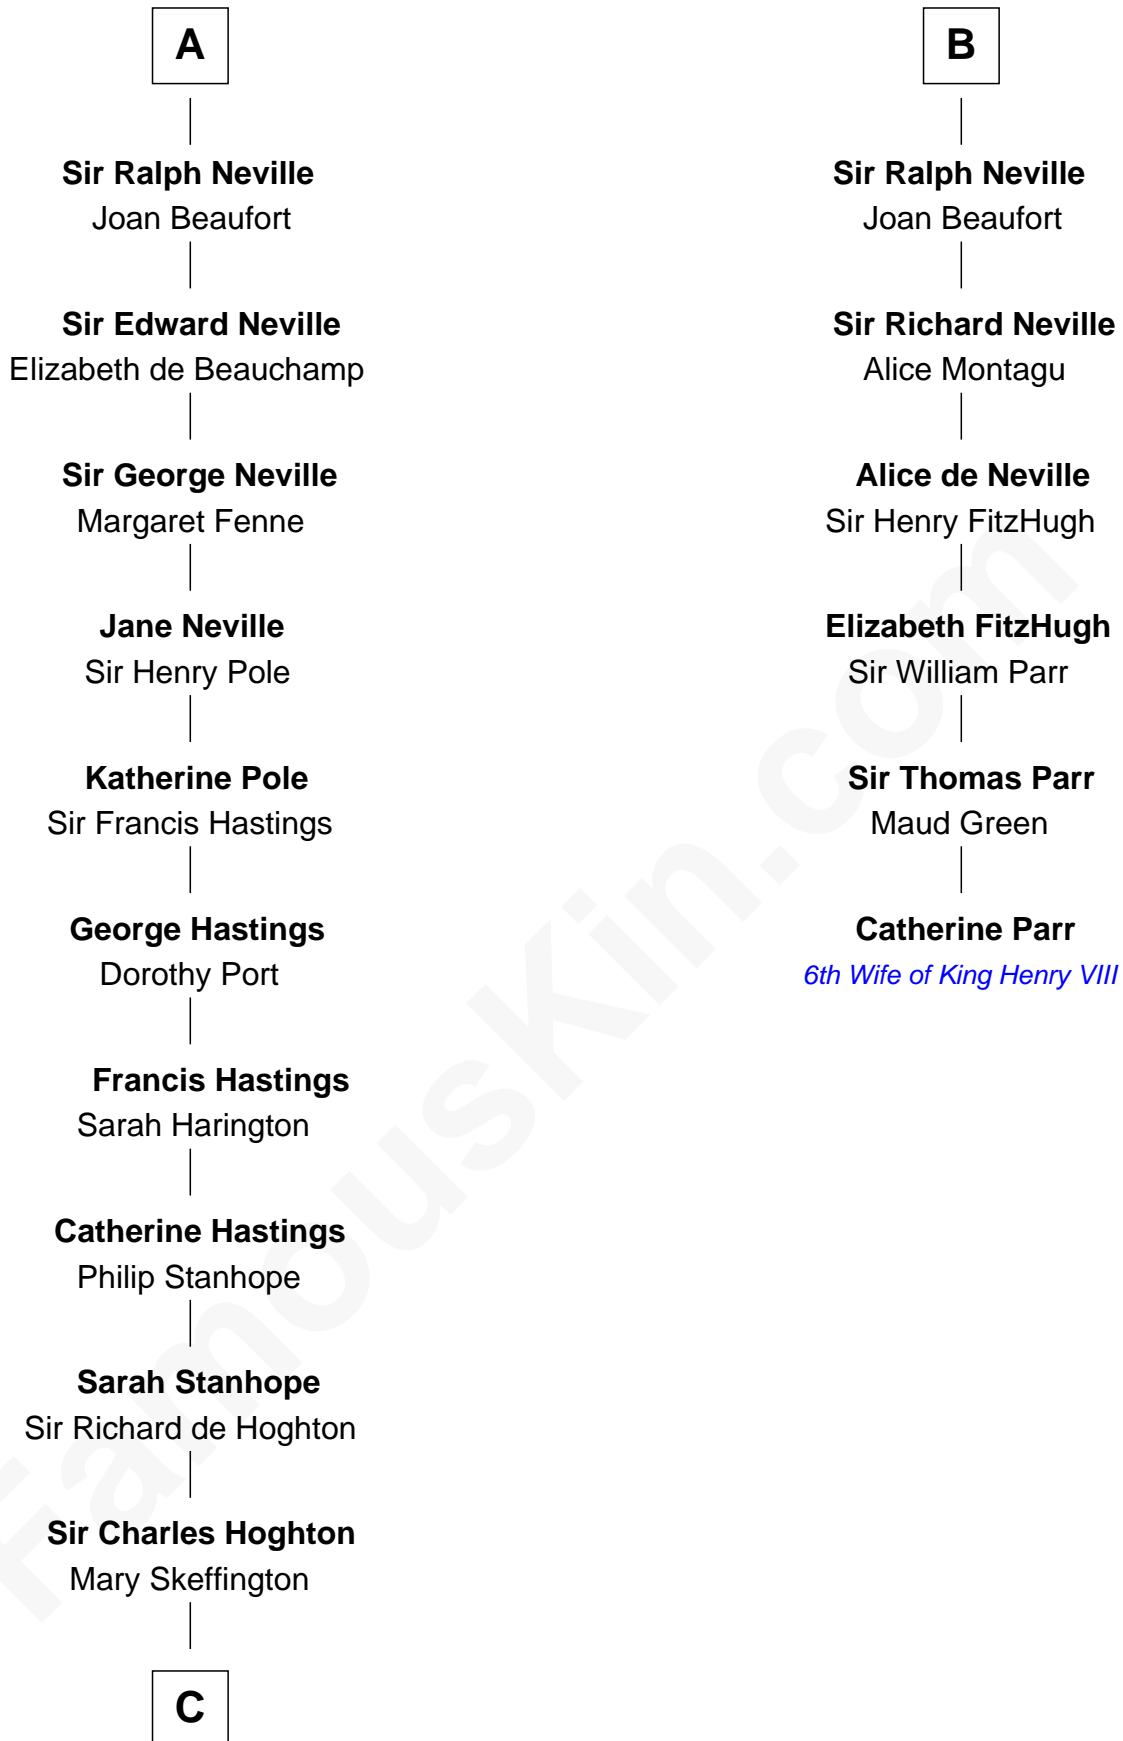 A
Sir Ralph Neville
Joan Beaufort
Sir Edward Neville
Elizabeth de Beauchamp
Sir George Neville
Margaret Fenne
Jane Neville
Sir Henry Pole
Katherine Pole
Sir Francis Hastings
George Hastings
Dorothy Port
Francis Hastings
Sarah Harington
Catherine Hastings
Philip Stanhope
Sarah Stanhope
Sir Richard de Hoghton
Sir Charles Hoghton
Mary Skeffington
C
B
Sir Ralph Neville
Joan Beaufort
Sir Richard Neville
Alice Montagu
Alice de Neville
Sir Henry FitzHugh
Elizabeth FitzHugh
Sir William Parr
Sir Thomas Parr
Maud Green
Catherine Parr
6th Wife of King Henry VIII
FamousKin.com